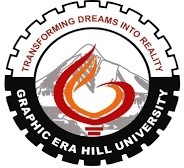 TRANSFORMING DREAMS INTO REALITY
GRAPHIC ERA HILL UNIVERSITY